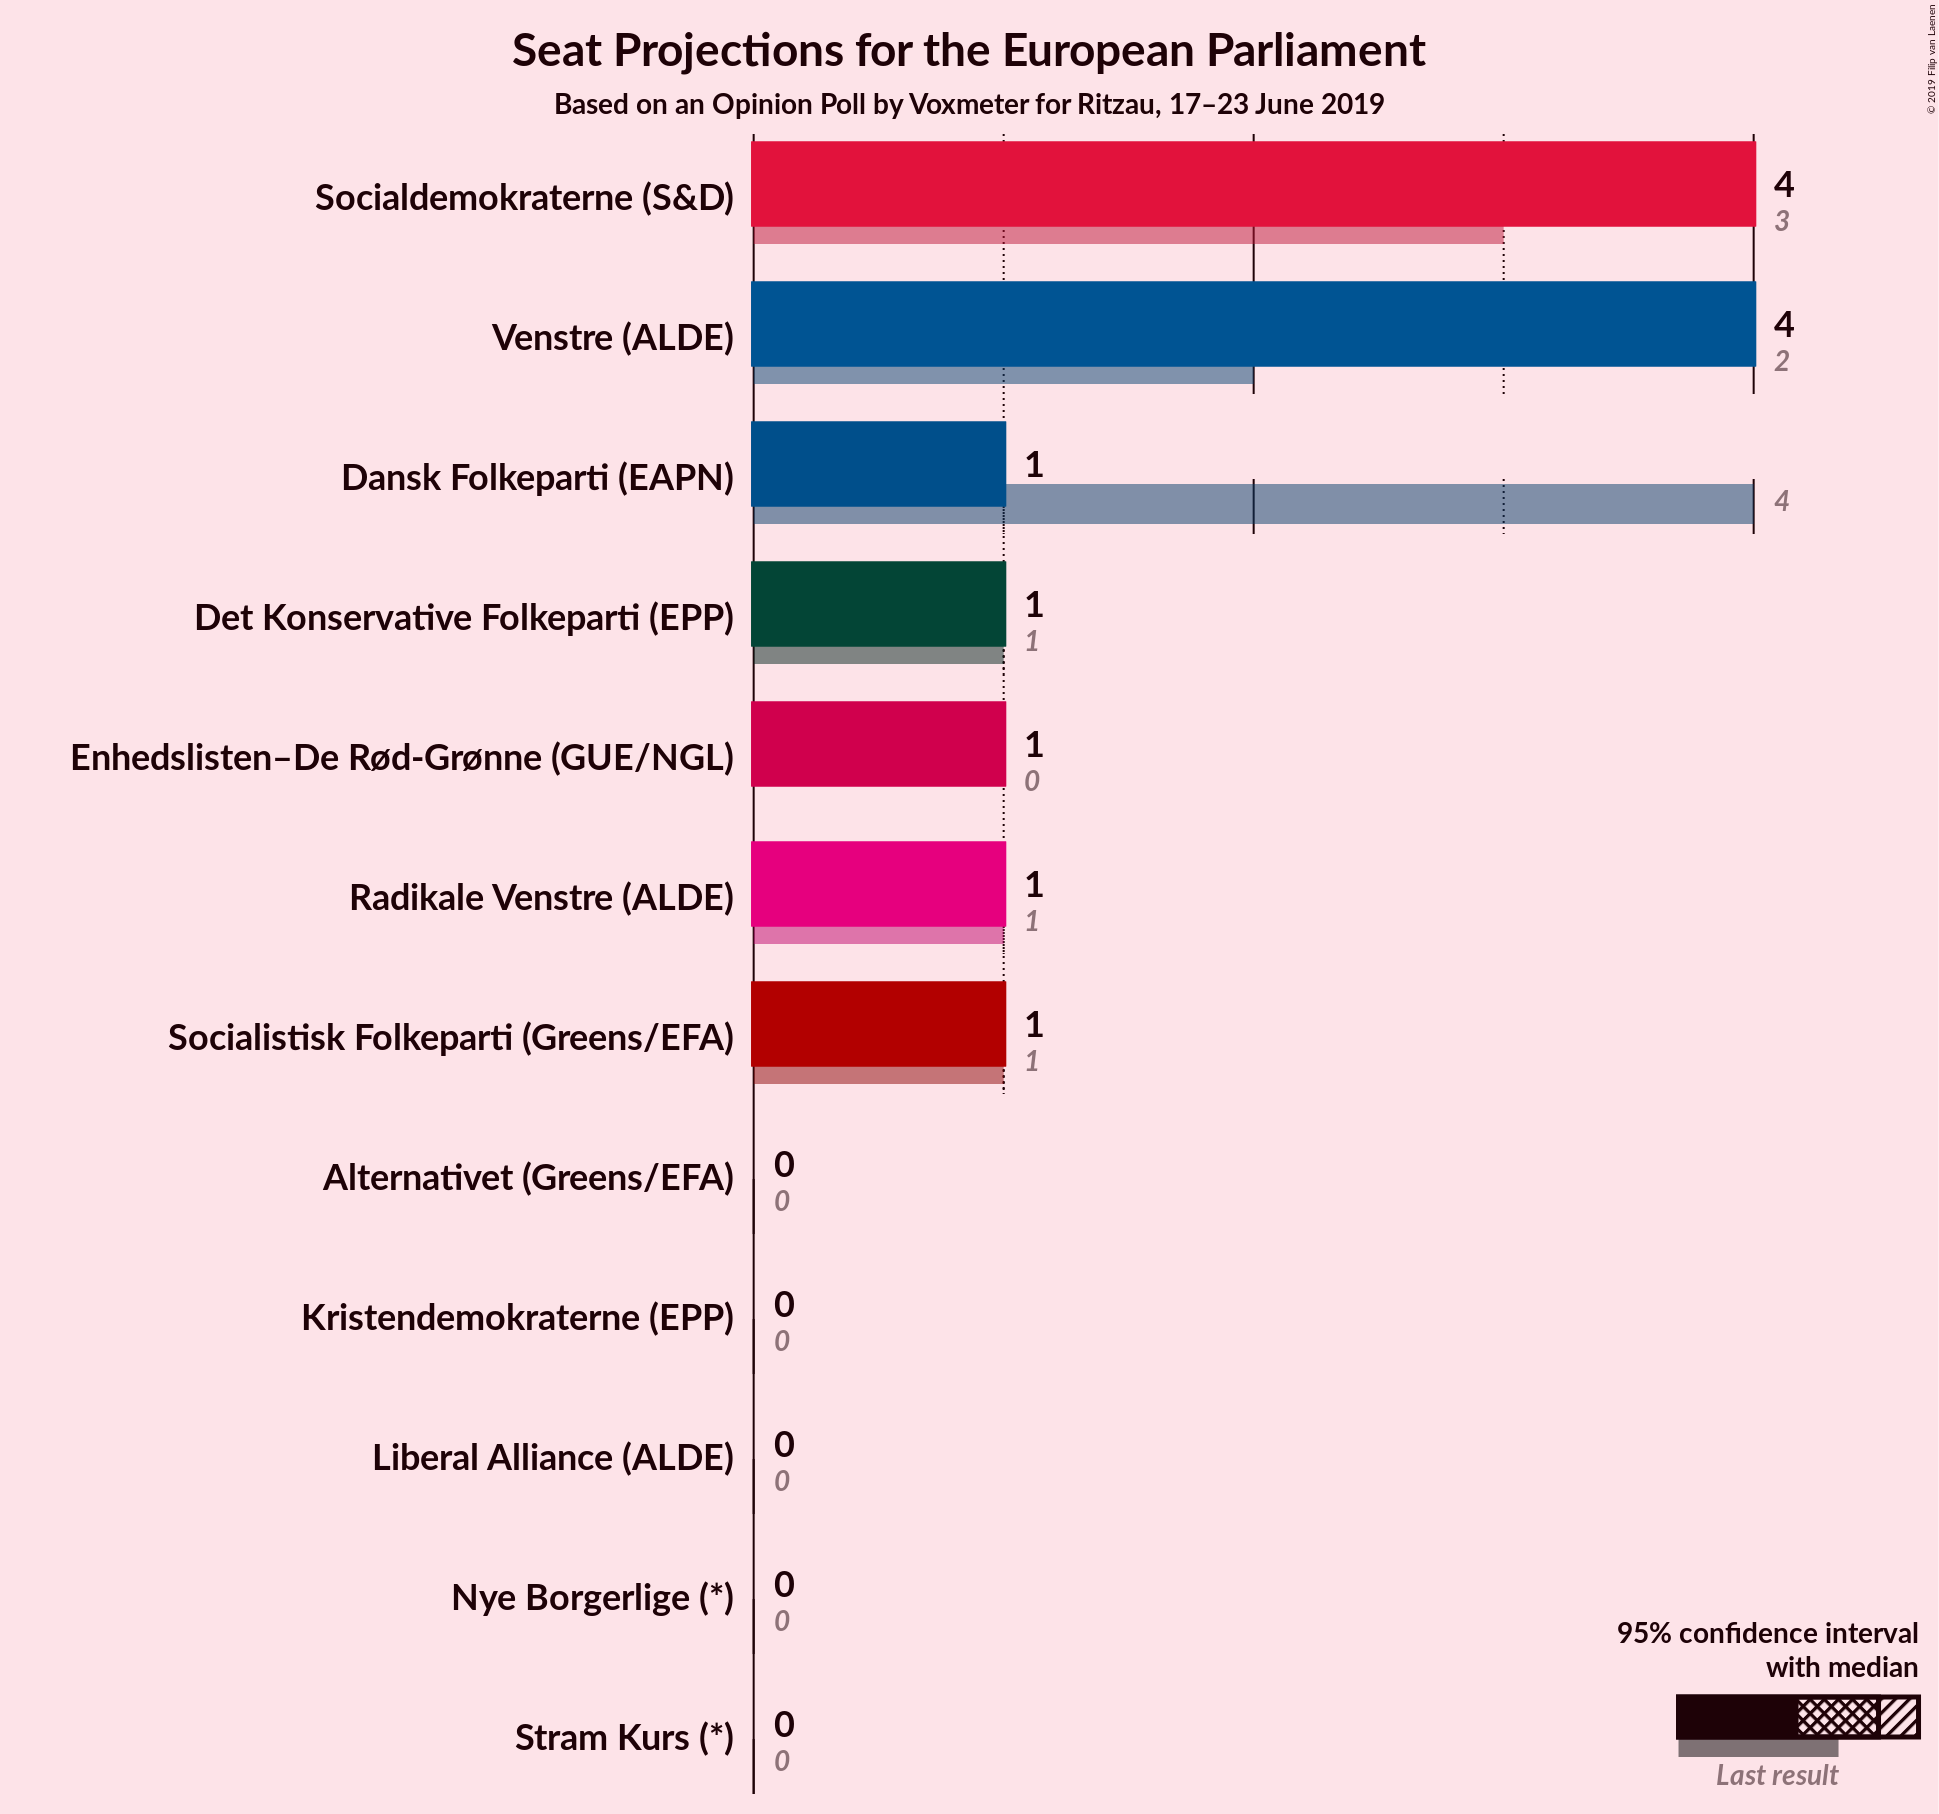 Seat Projections for the European Parliament
Based on an Opinion Poll by Voxmeter for Ritzau, 17–23 June 2019
© 2019 Filip van Laenen
Socialdemokraterne (S&D)
4
3
Venstre (ALDE)
4
2
Dansk Folkeparti (EAPN)
1
4
Det Konservative Folkeparti (EPP)
1
1
Enhedslisten–De Rød-Grønne (GUE/NGL)
1
0
Radikale Venstre (ALDE)
1
1
Socialistisk Folkeparti (Greens/EFA)
1
1
Alternativet (Greens/EFA)
0
0
Kristendemokraterne (EPP)
0
0
Liberal Alliance (ALDE)
0
0
Nye Borgerlige (*)
0
0
Stram Kurs (*)
0
0
95% confidence interval
with median
Last result